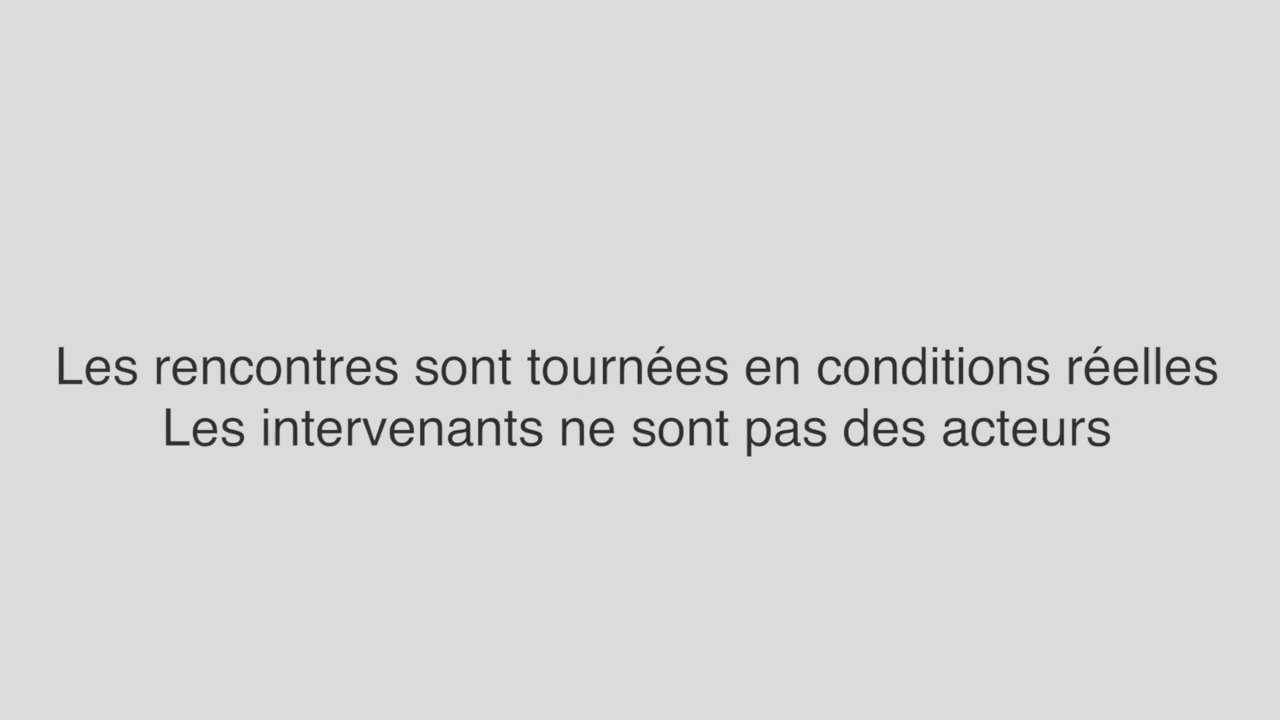 Les rencontres sont tournées en conditions réelles
Les intervenants ne sont pas des acteurs